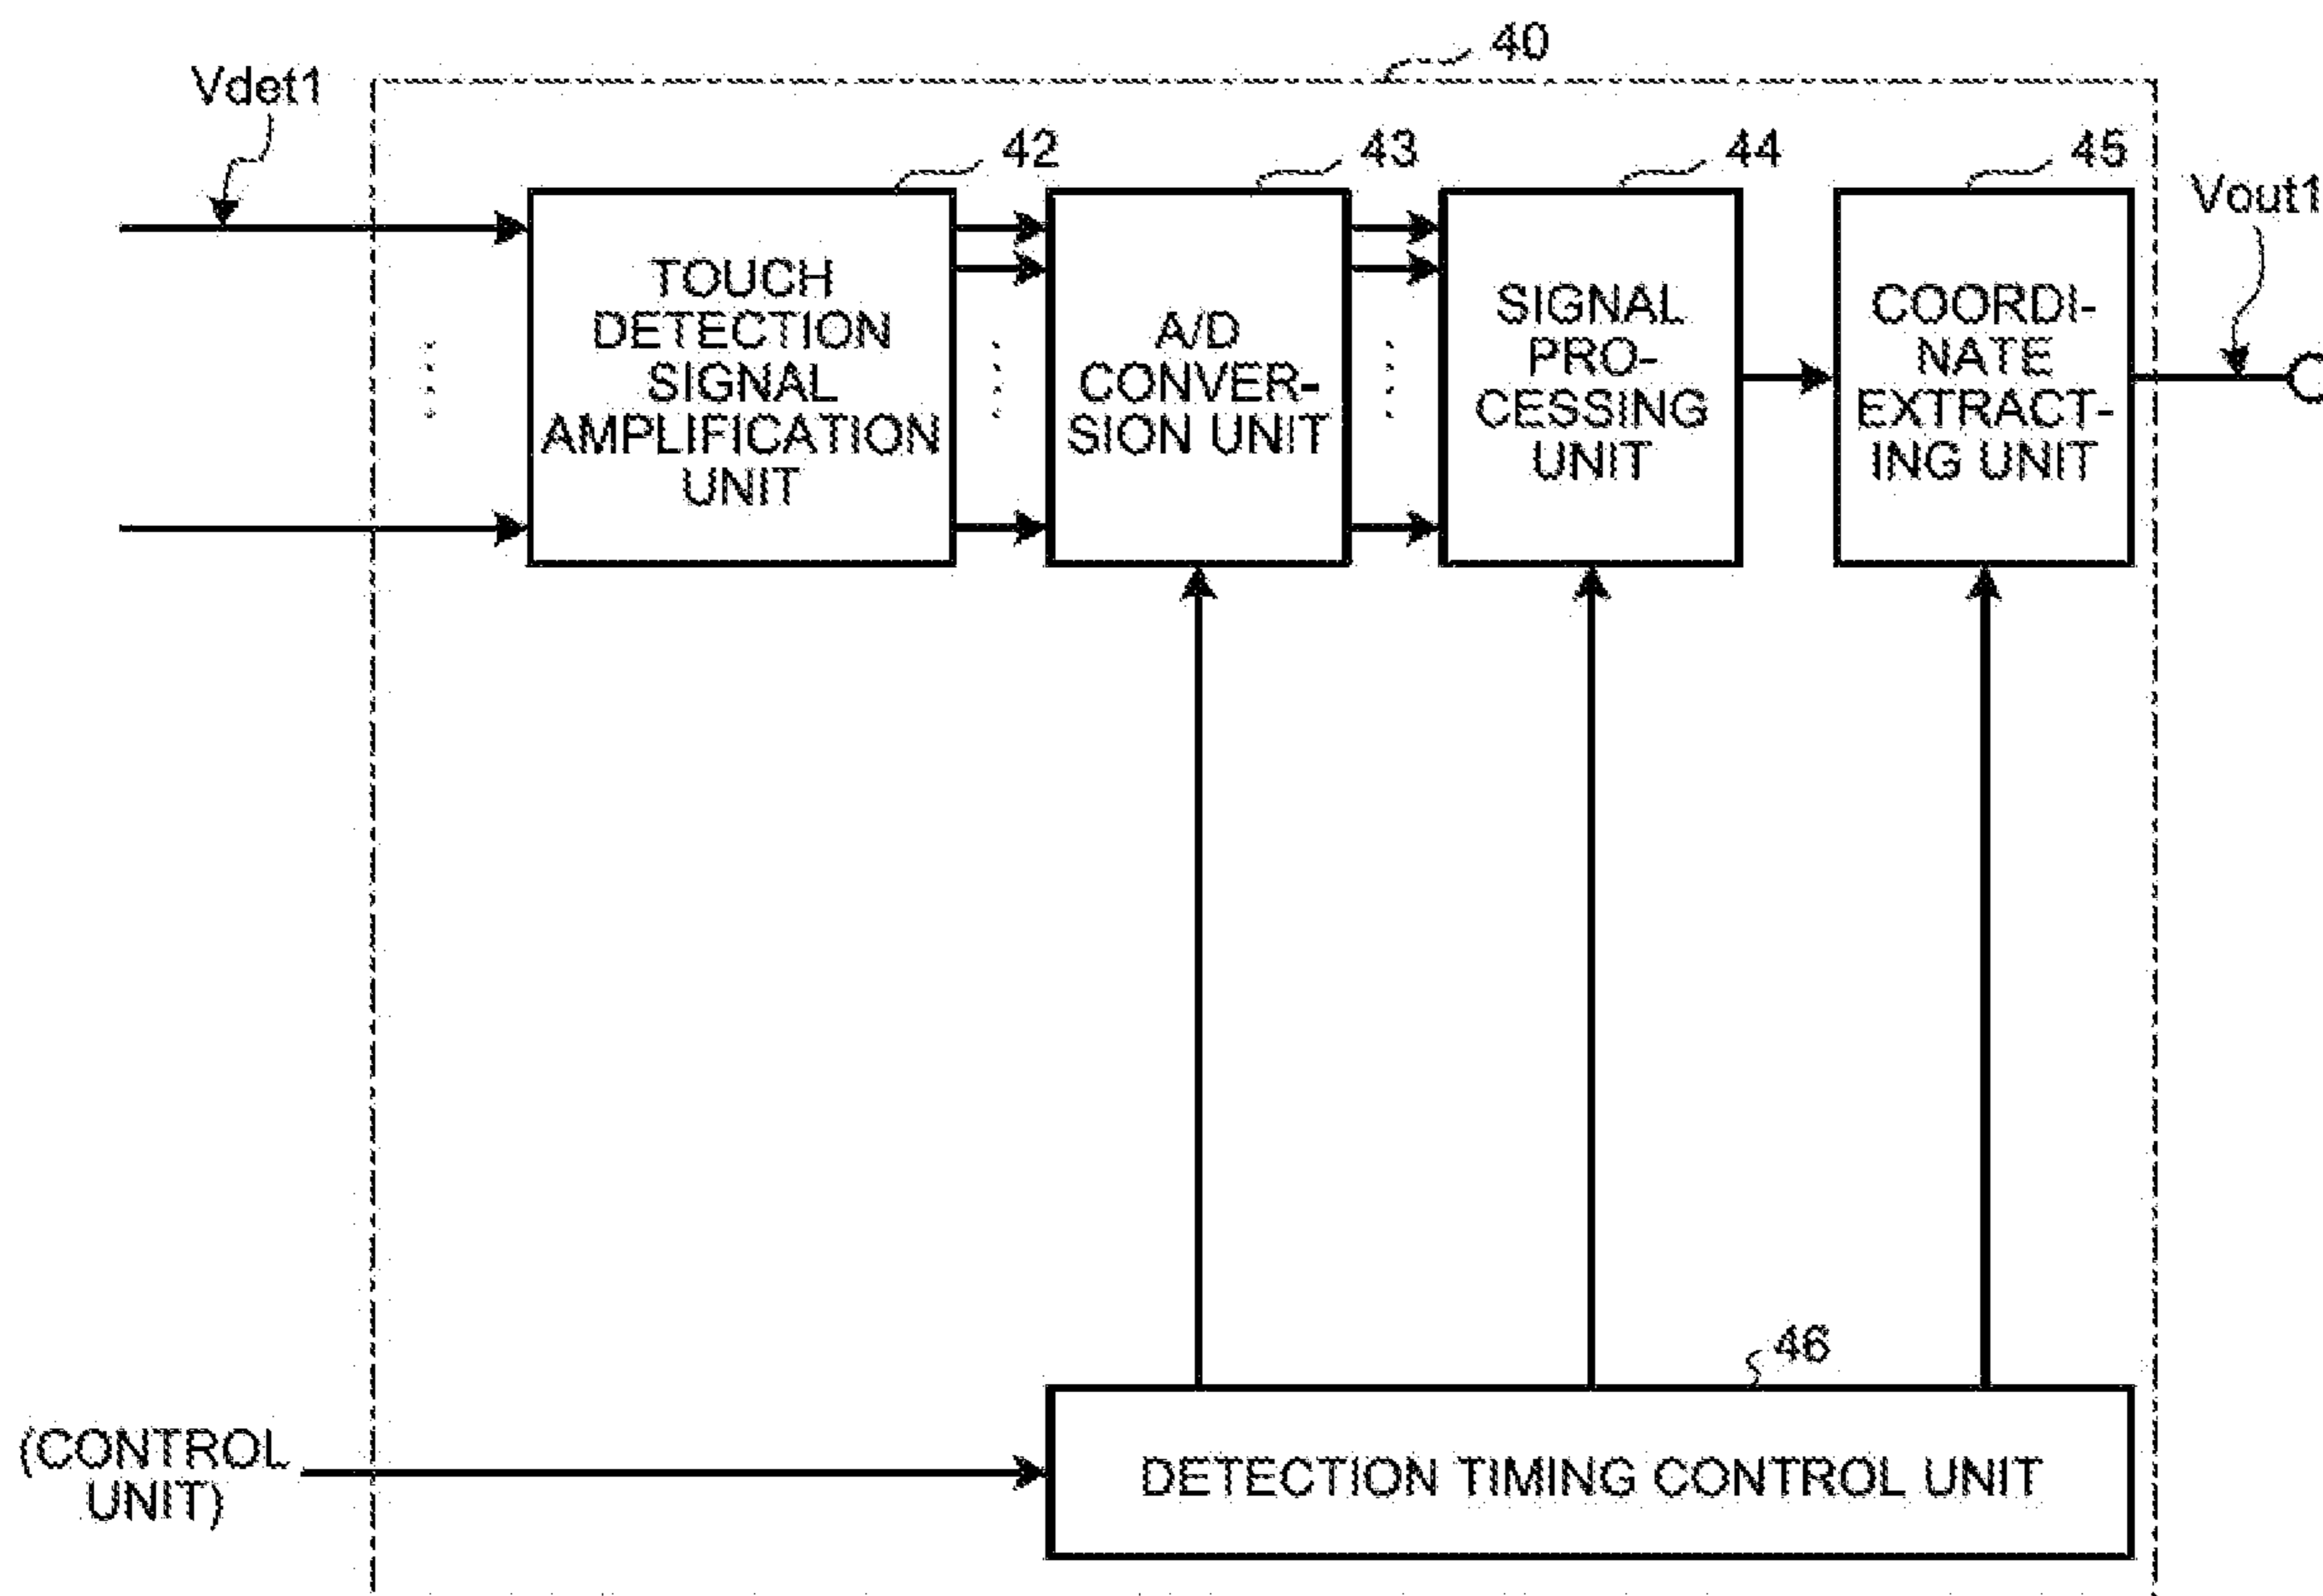 40
Vdet1
42
43
44
45
Vout1
TOUCH
DETECTION
SIGNAL
AMPLIFICATION
UNIT
A/D
CONVER-
SION UNIT
SIGNAL
PRO-
CESSING
UNIT
COORDI-
NATE
EXTRACT-
ING UNIT
46
(CONTROL
UNIT)
DETECTION TIMING CONTROL UNIT